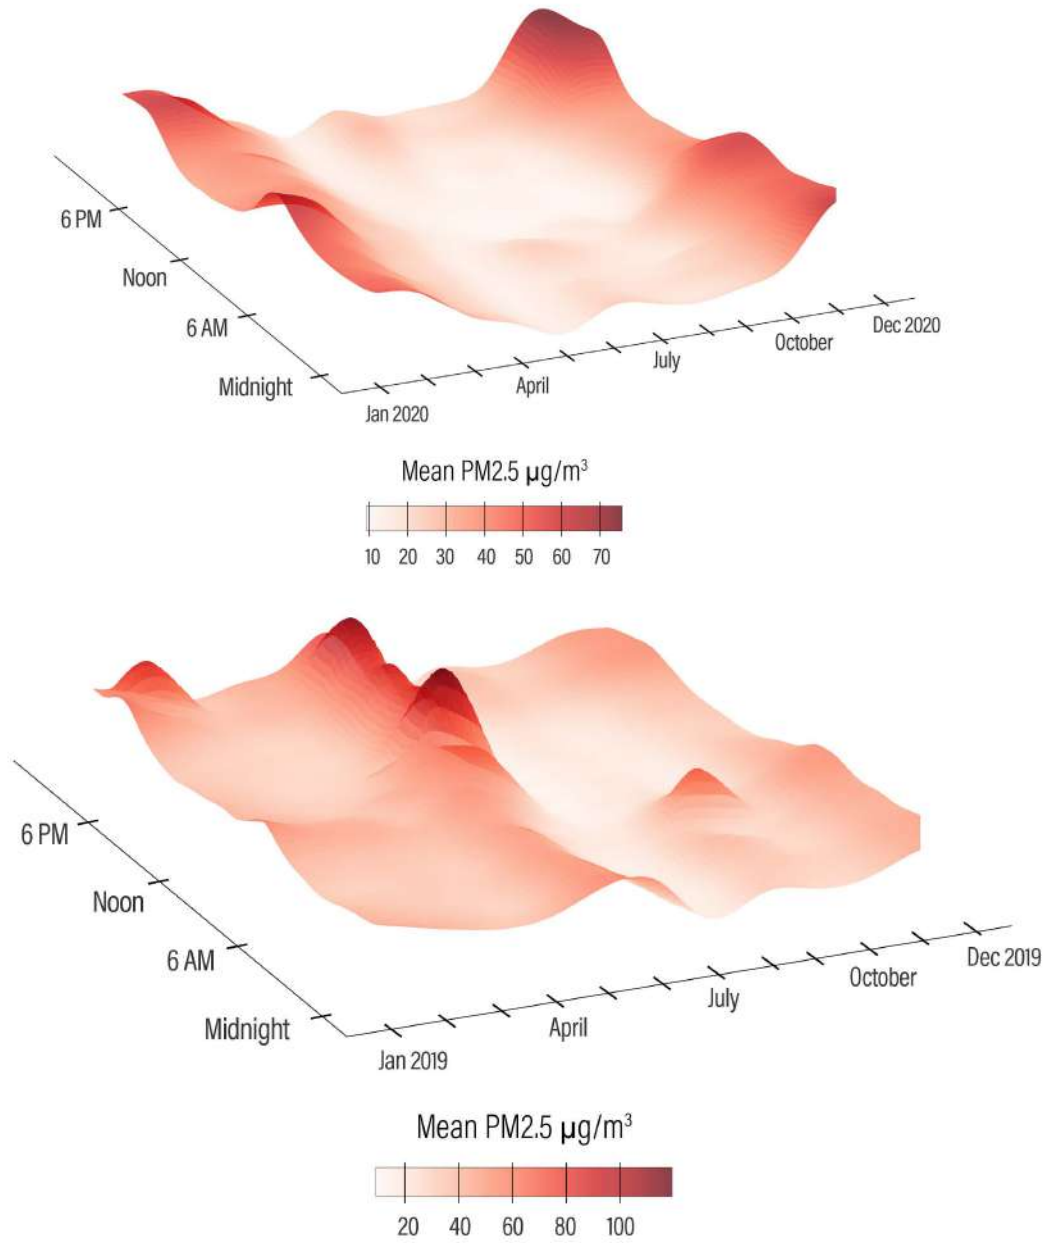 6 PM
Noon
6 AM
Midnight
Jan 2020
April
July
October
Dec 2020
Mean PM2.5 µg/m³
10 20 30 40 50 60 70
6 PM
Noon
6 AM
Midnight
Jan 2019
April
July
October
Dec 2019
Mean PM2.5 µg/m³
20 40 60 80 100